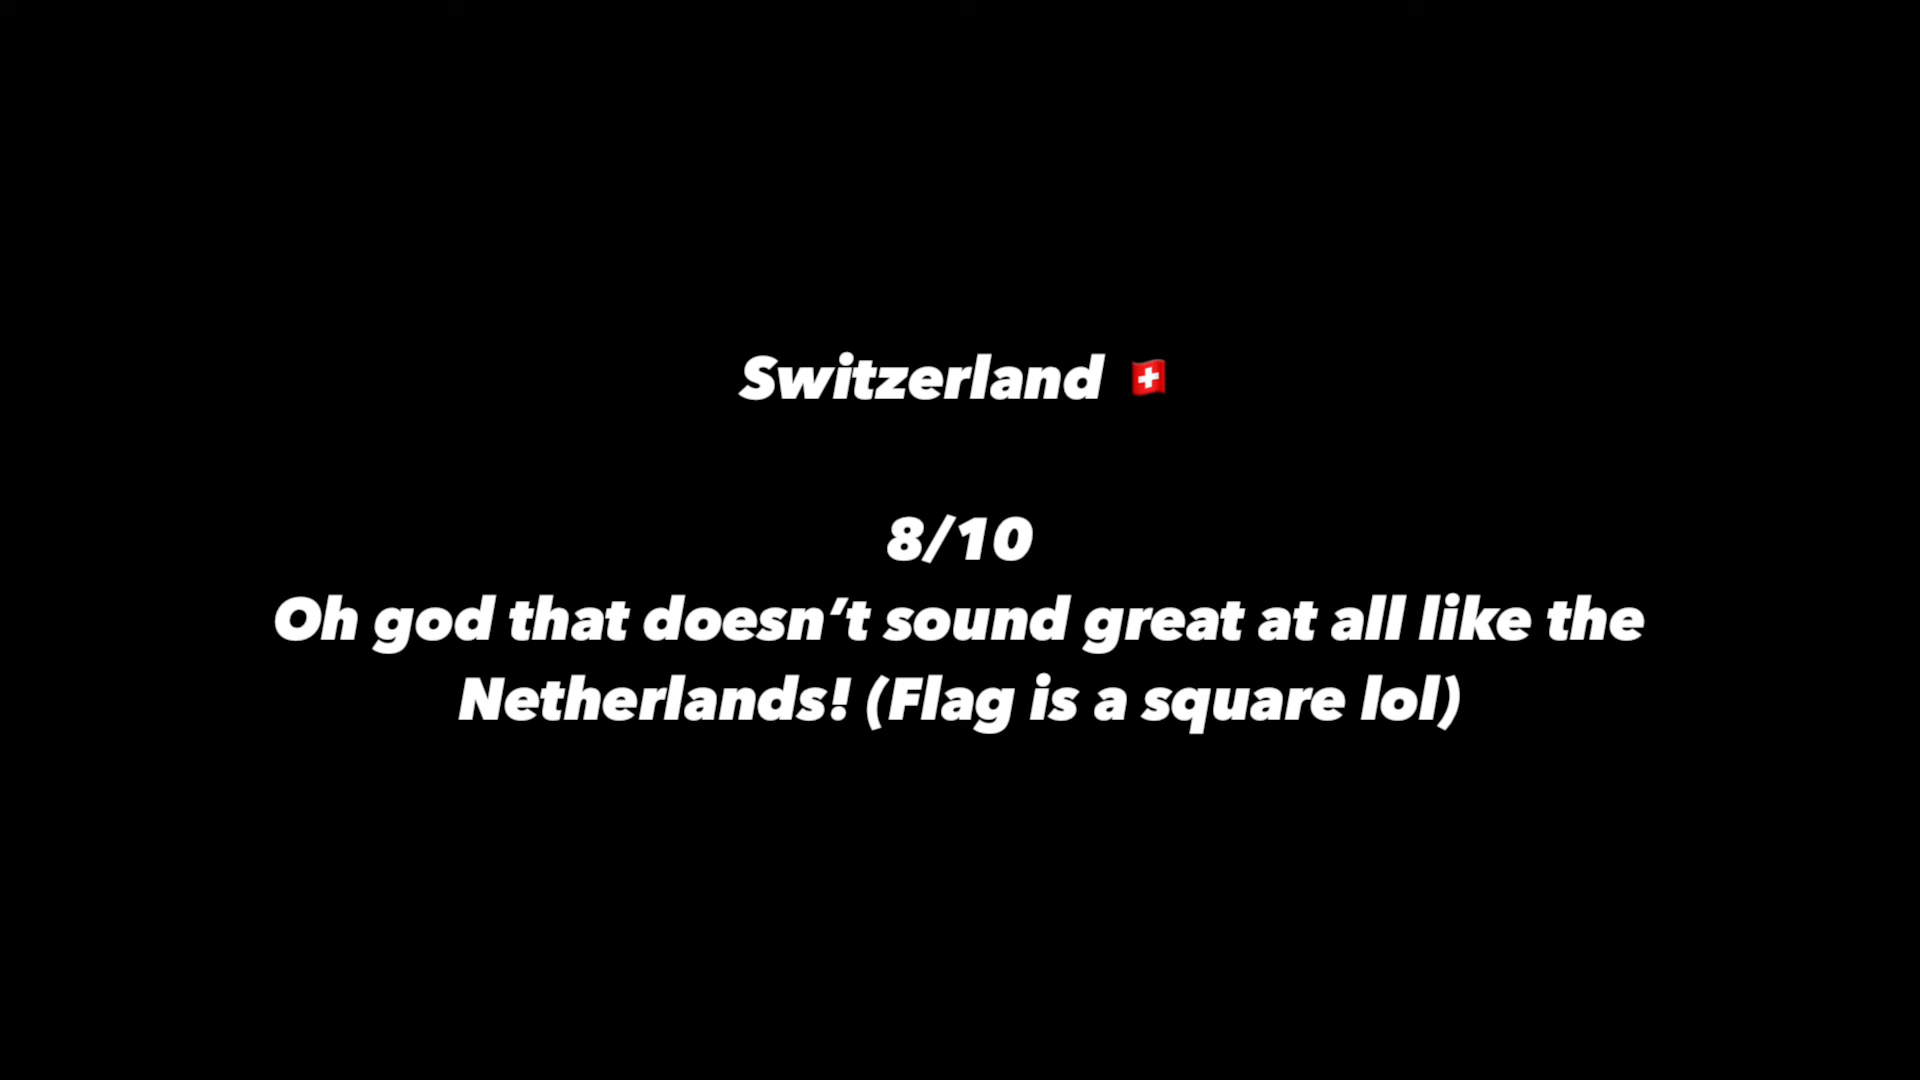 Switzerland 🇨🇭
8/10
Oh god that doesn’t sound great at all like the
Netherlands! (Flag is a square lol)